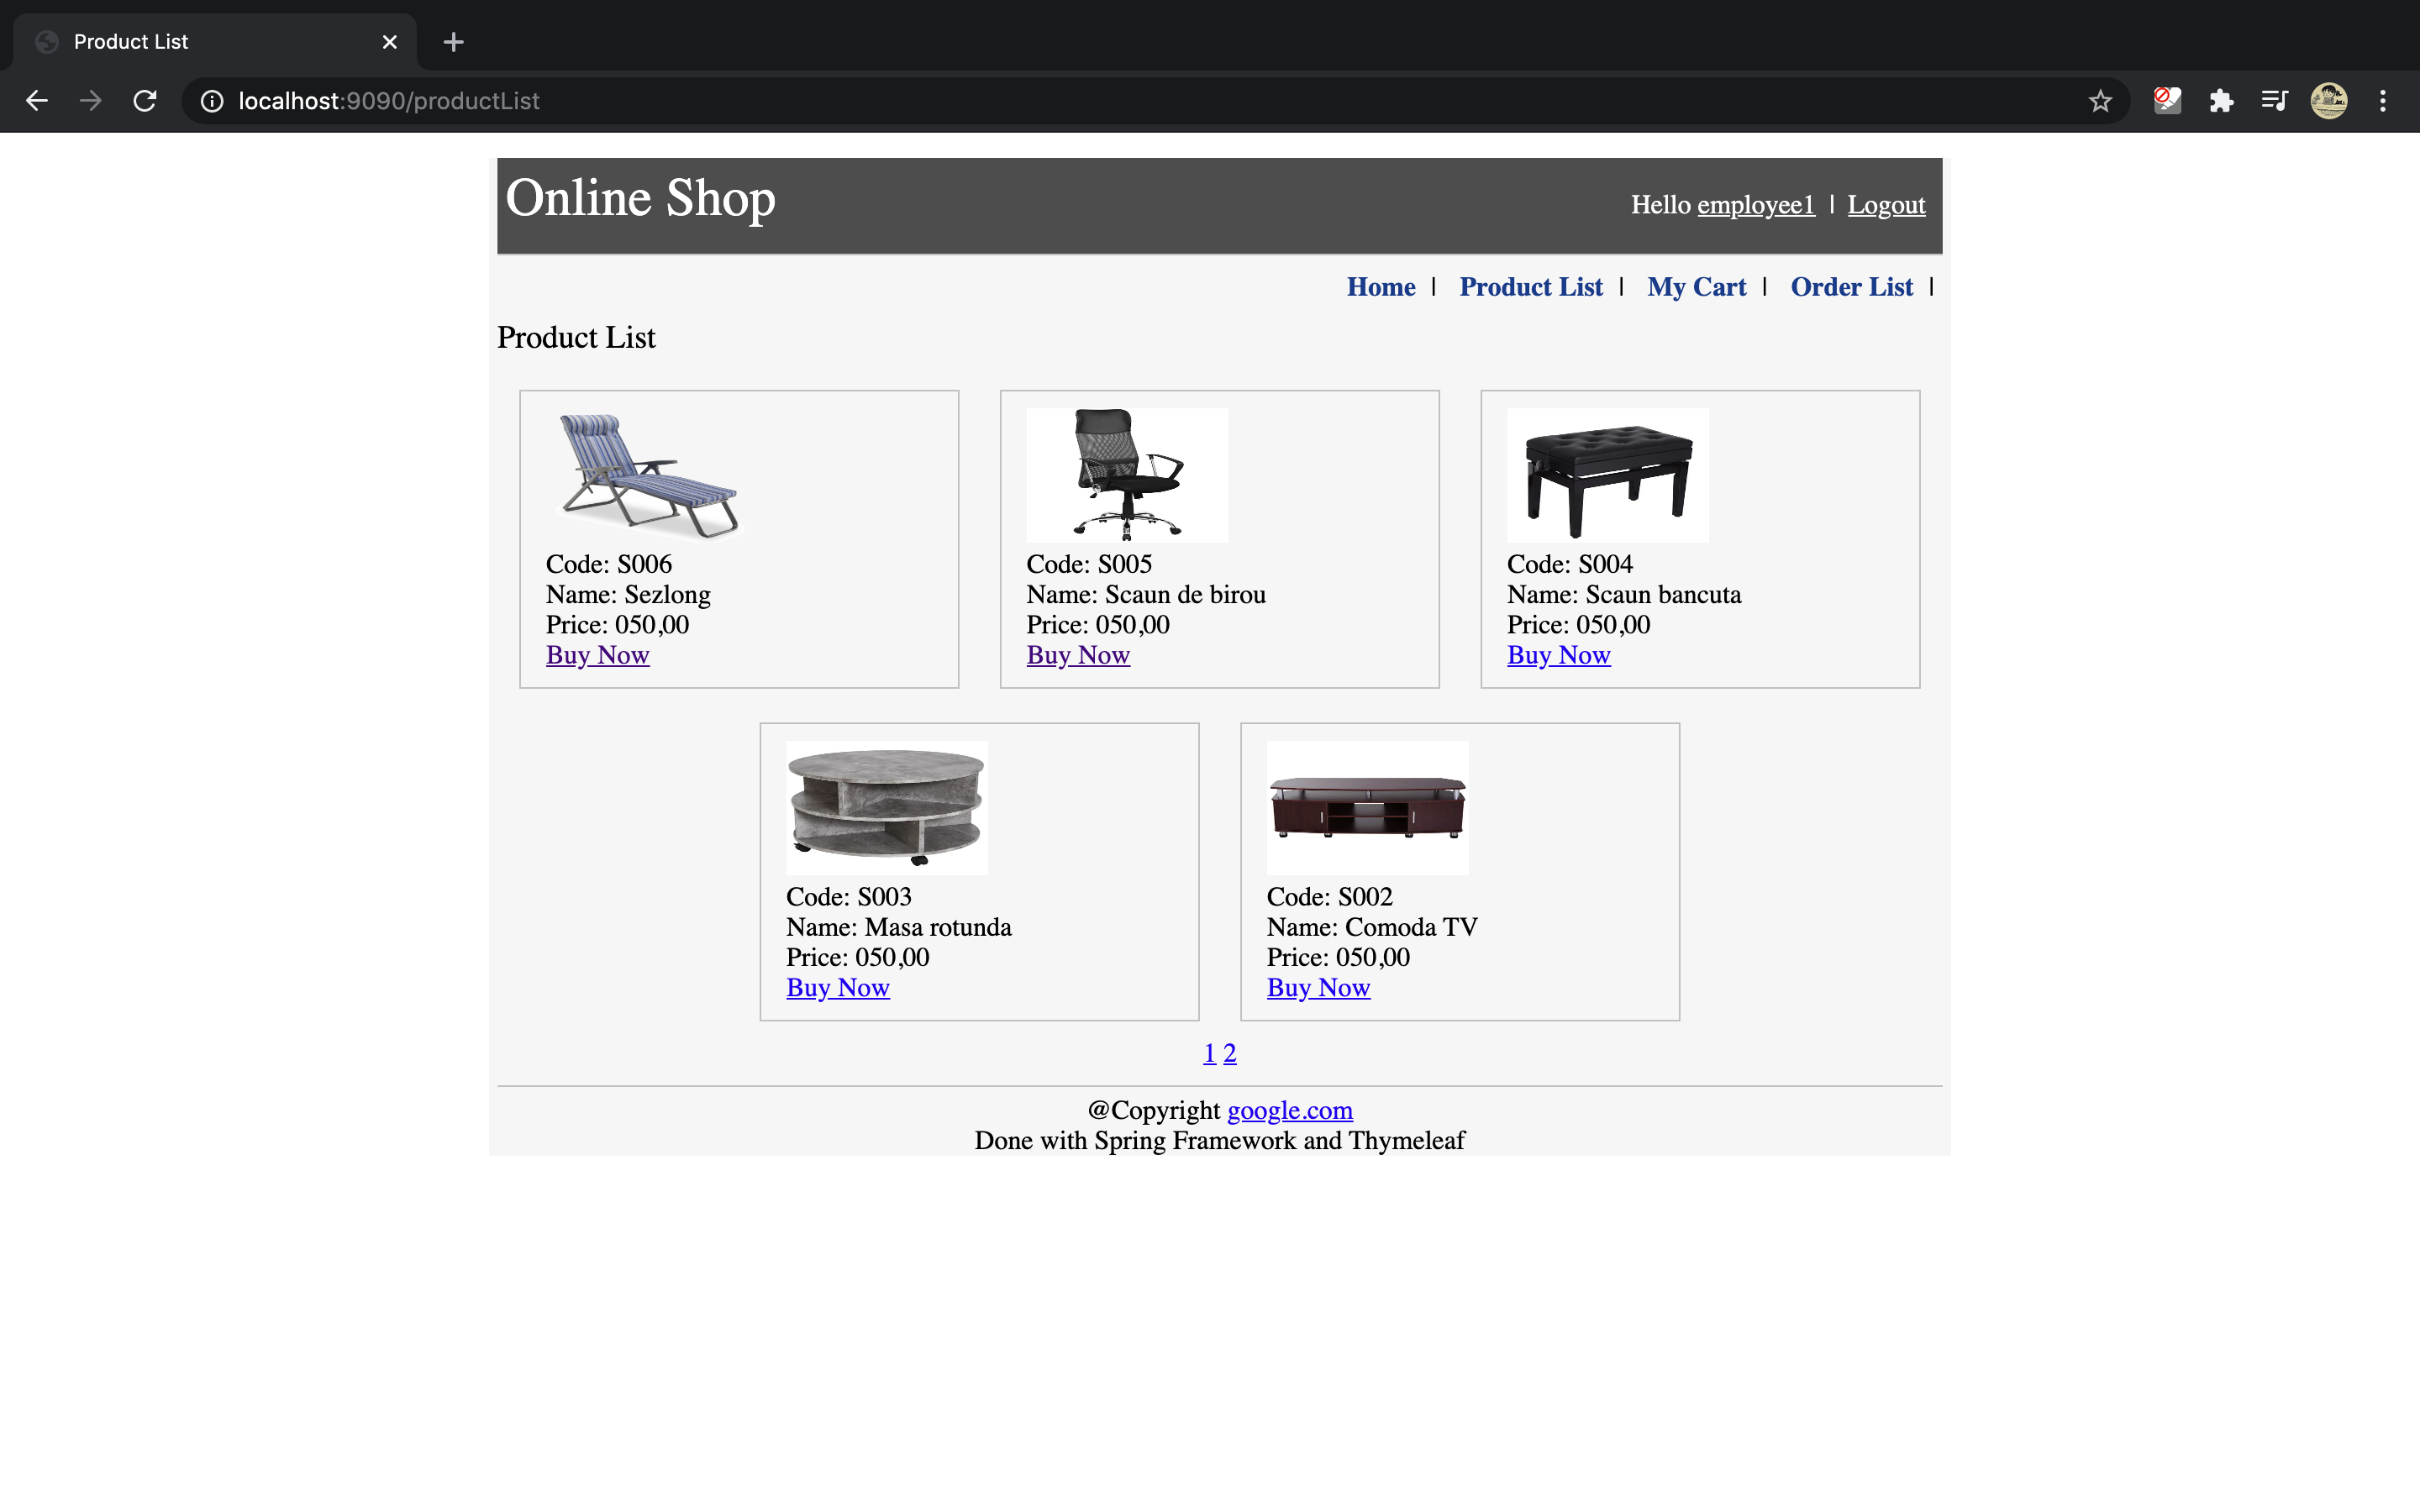 Product List
localhost:9090/productList
Online Shop
Hello employee1 | Logout
Home | Product List | My Cart | Order List |
Product List
Code: S006
Name: Sezlong
Price: 050,00
Buy Now
Code: S005
Name: Scaun de birou
Price: 050,00
Buy Now
Code: S004
Name: Scaun bancuta
Price: 050,00
Buy Now
Code: S003
Name: Masa rotunda
Price: 050,00
Buy Now
Code: S002
Name: Comoda TV
Price: 050,00
Buy Now
1 2
@Copyright google.com
Done with Spring Framework and Thymeleaf